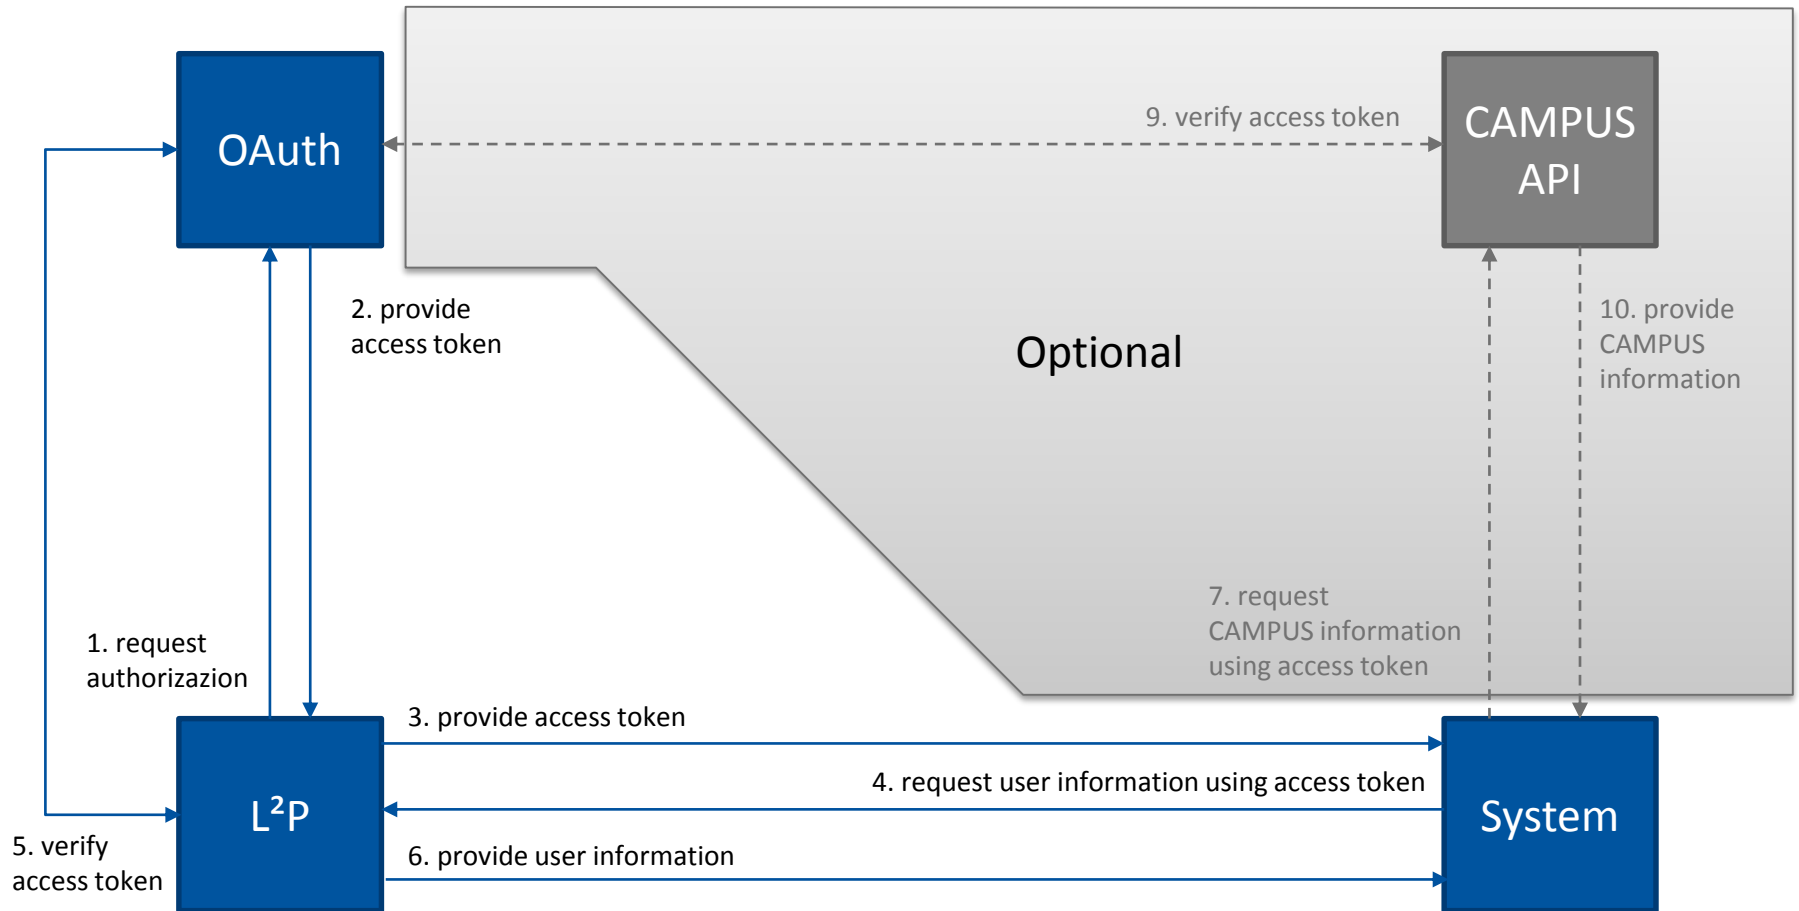 OAuth
9. verify access token
CAMPUS
API
2. provide
access token
Optional
10. provide
CAMPUS
information
1. request
authorizazion
7. request
CAMPUS information
using access token
3. provide access token
4. request user information using access token
L²P
System
5. verify
access token
6. provide user information